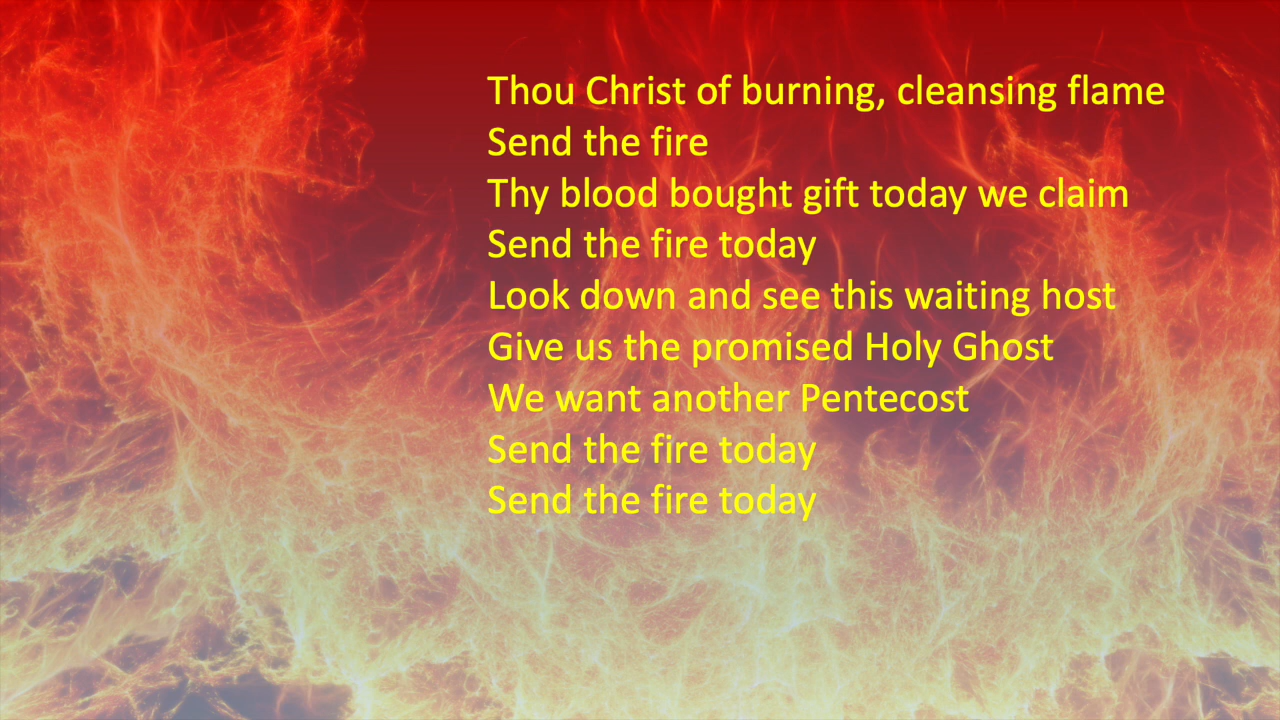 Thou Christ of burning, cleansing flame
Send the fire
Thy blood bought gift today we claim
Send the fire today
Look down and see this waiting host
Give us the promised Holy Ghost
We want another Pentecost
Send the fire today
Send the fire today